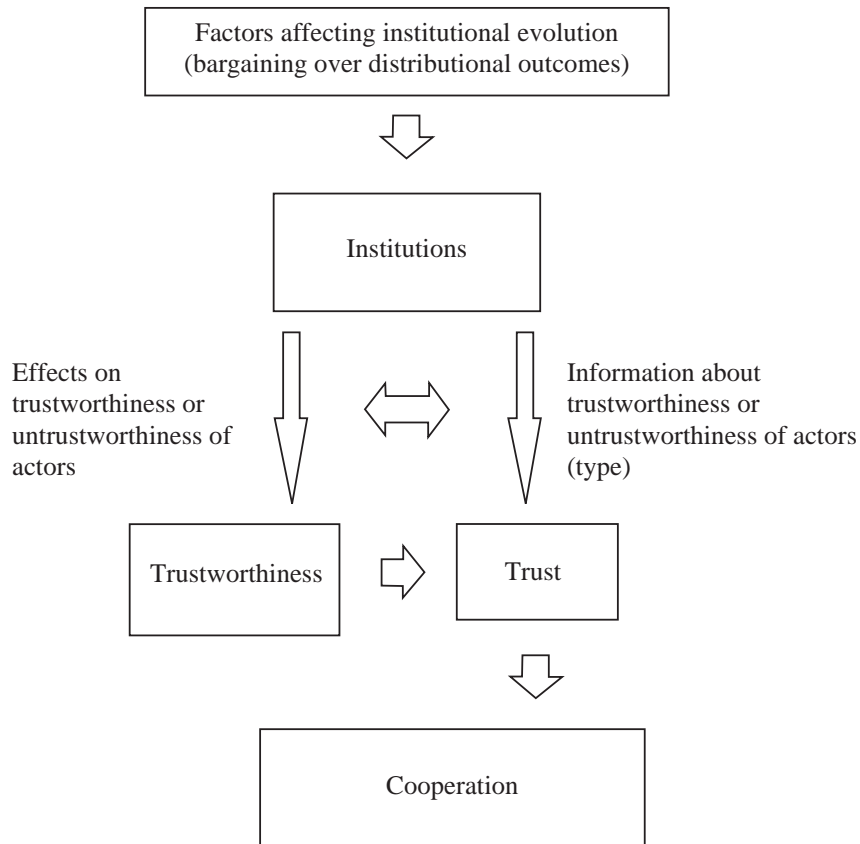 Factors affecting institutional evolution
(bargaining over distributional outcomes)
Institutions
Effects on
trustworthiness or
untrustworthiness of
actors
Information about
trustworthiness or
untrustworthiness of actors
(type)
Trustworthiness
Trust
Cooperation